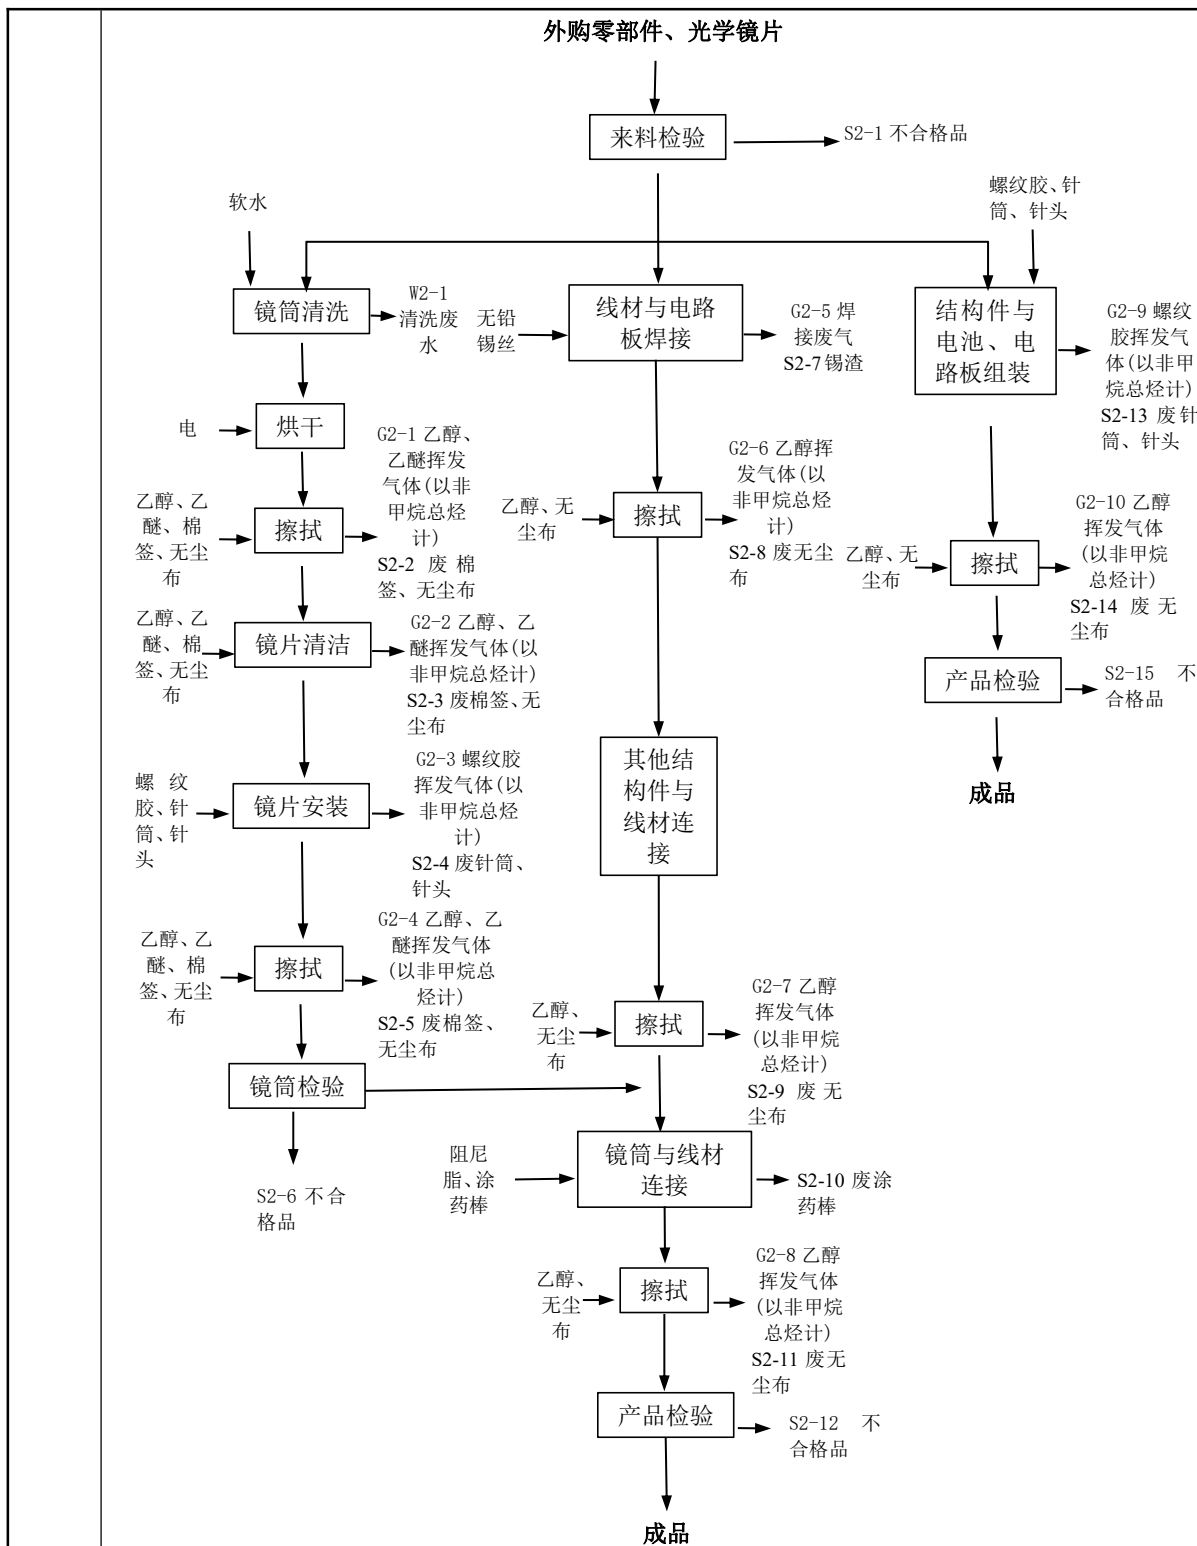 外购零部件、光学镜片
来料检验
S2-1 不合格品
软水
螺纹胶、针
筒、针头
镜筒清洗
W2-1
清洗废
水
无铅
锡丝
线材与电路
板焊接
G2-5 焊
接废气
S2-7 锡渣
结构件与
电池、电
路板组装
G2-9 螺纹
胶挥发气
体(以非甲
烷总烃计)
S2-13 废针
筒、针头
电
烘干
G2-1 乙醇、
乙醚挥发
气体(以非
甲烷总烃
计)
S2-2 废棉
签、无尘布
乙醇、乙
醚、棉
签、无尘
布
擦拭
乙醇、无
尘布
擦拭
G2-6 乙醇挥
发气体(以
非甲烷总烃
计)
S2-8 废无尘
布
乙醇、无
尘布
擦拭
G2-10 乙醇
挥发气体
(以非甲烷
总烃计)
S2-14 废无
尘布
乙醇、乙
醚、棉
签、无尘
布
镜片清洁
G2-2 乙醇、乙
醚挥发气体(以
非甲烷总烃计)
S2-3 废棉签、无
尘布
产品检验
S2-15 不
合格品
成品
螺纹
胶、针
筒、针
头
镜片安装
G2-3 螺纹胶
挥发气体(以
非甲烷总烃
计)
S2-4 废针筒、
针头
其他结
构件与
线材连
接
乙醇、乙
醚、棉
签、无尘
布
擦拭
G2-4 乙醇、乙
醚挥发气体
(以非甲烷总
烃计)
S2-5 废棉签、
无尘布
乙醇、
无尘
布
擦拭
G2-7 乙醇
挥发气体
(以非甲烷
总烃计)
S2-9 废无
尘布
镜筒检验
S2-6 不合
格品
阻尼
脂、涂
药棒
镜筒与线材
连接
S2-10 废涂
药棒
乙醇、
无尘
布
擦拭
G2-8 乙醇
挥发气体
(以非甲烷
总烃计)
S2-11 废无
尘布
产品检验
S2-12 不
合格品
成品